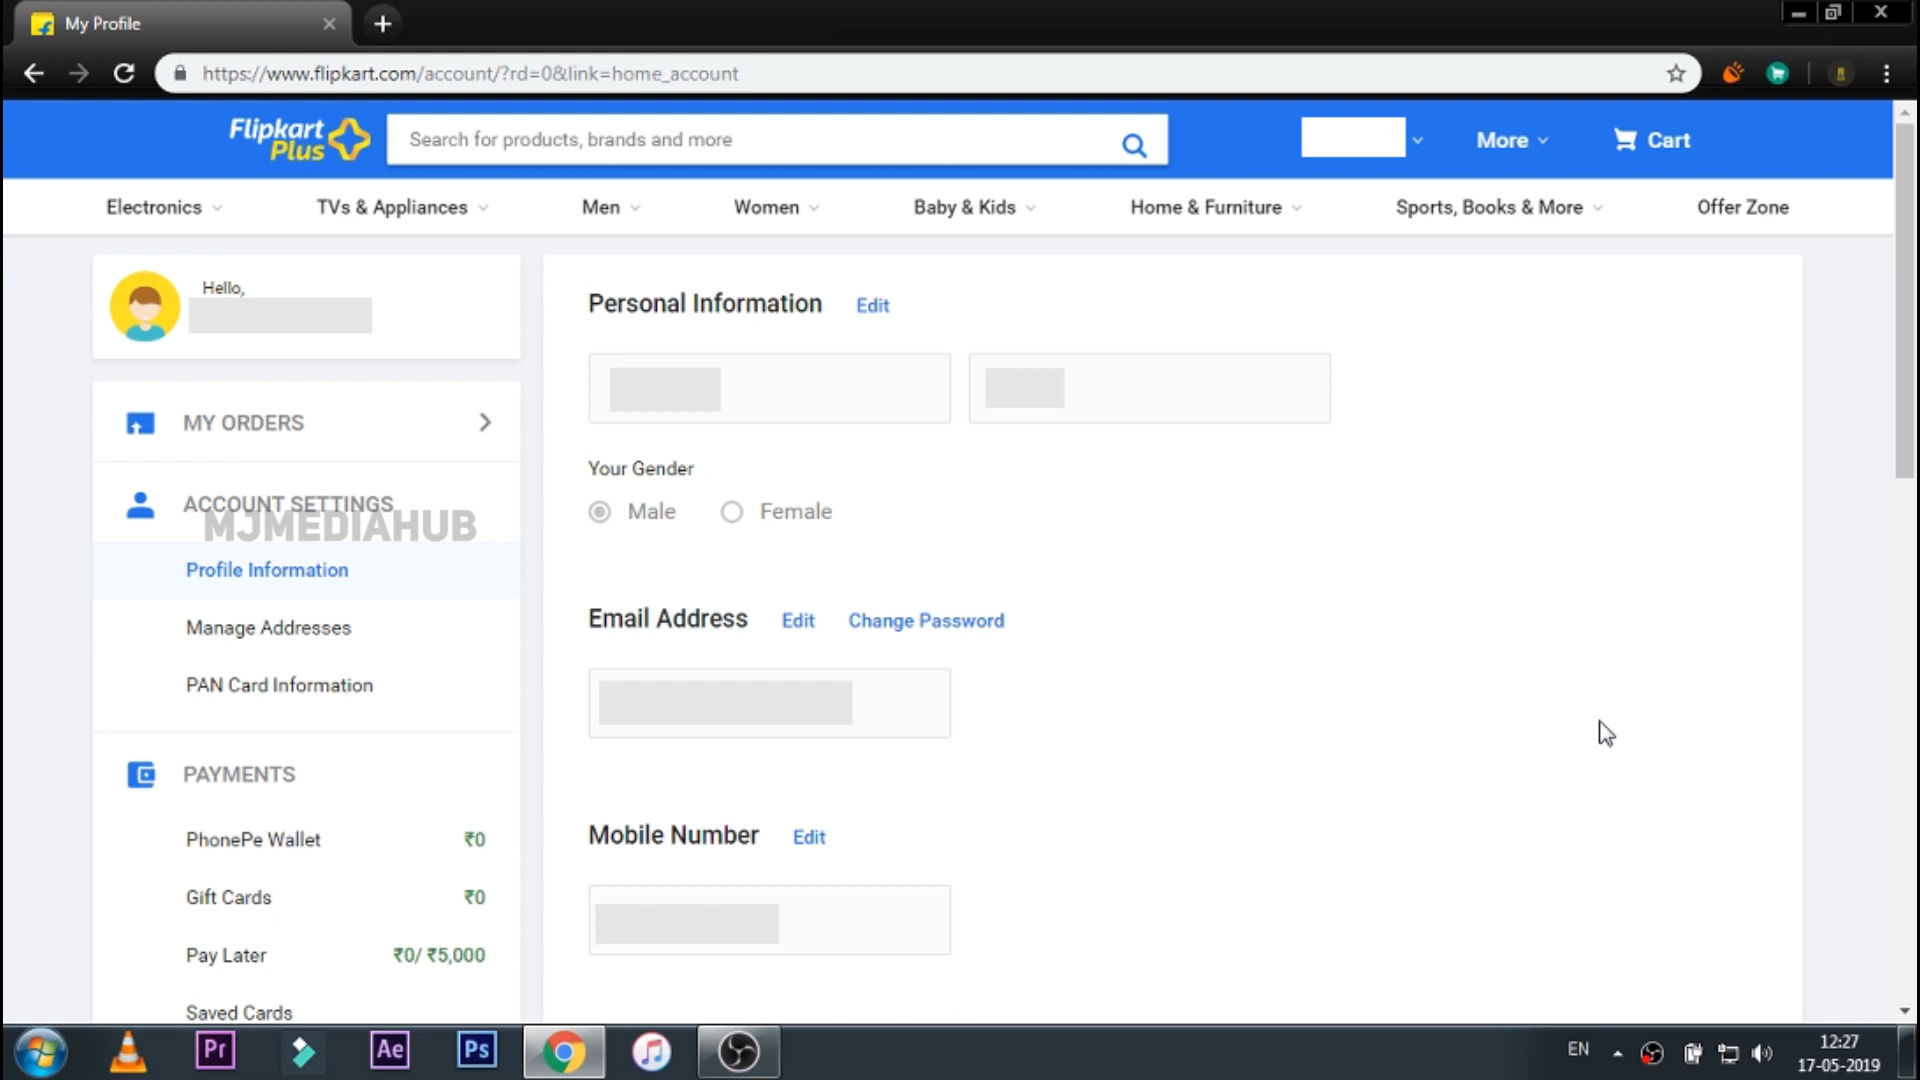 My Profile
https://www.flipkart.com/account/?rd=0&link=home_account
Flipkart
Plus
Search for products, brands and more
More
Cart
Electronics
TVs & Appliances
Men
Women
Baby & Kids
Home & Furniture
Sports, Books & More
Offer Zone
Hello,
MY ORDERS
ACCOUNT SETTINGS
MJMEDIAHUB
Profile Information
Manage Addresses
PAN Card Information
PAYMENTS
PhonePe Wallet ₹0
Gift Cards ₹0
Pay Later ₹0/ ₹5,000
Saved Cards
Personal Information Edit
Your Gender
Male Female
Email Address Edit Change Password
Mobile Number Edit
Pr
Ae
Ps
EN
12:27
17-05-2019